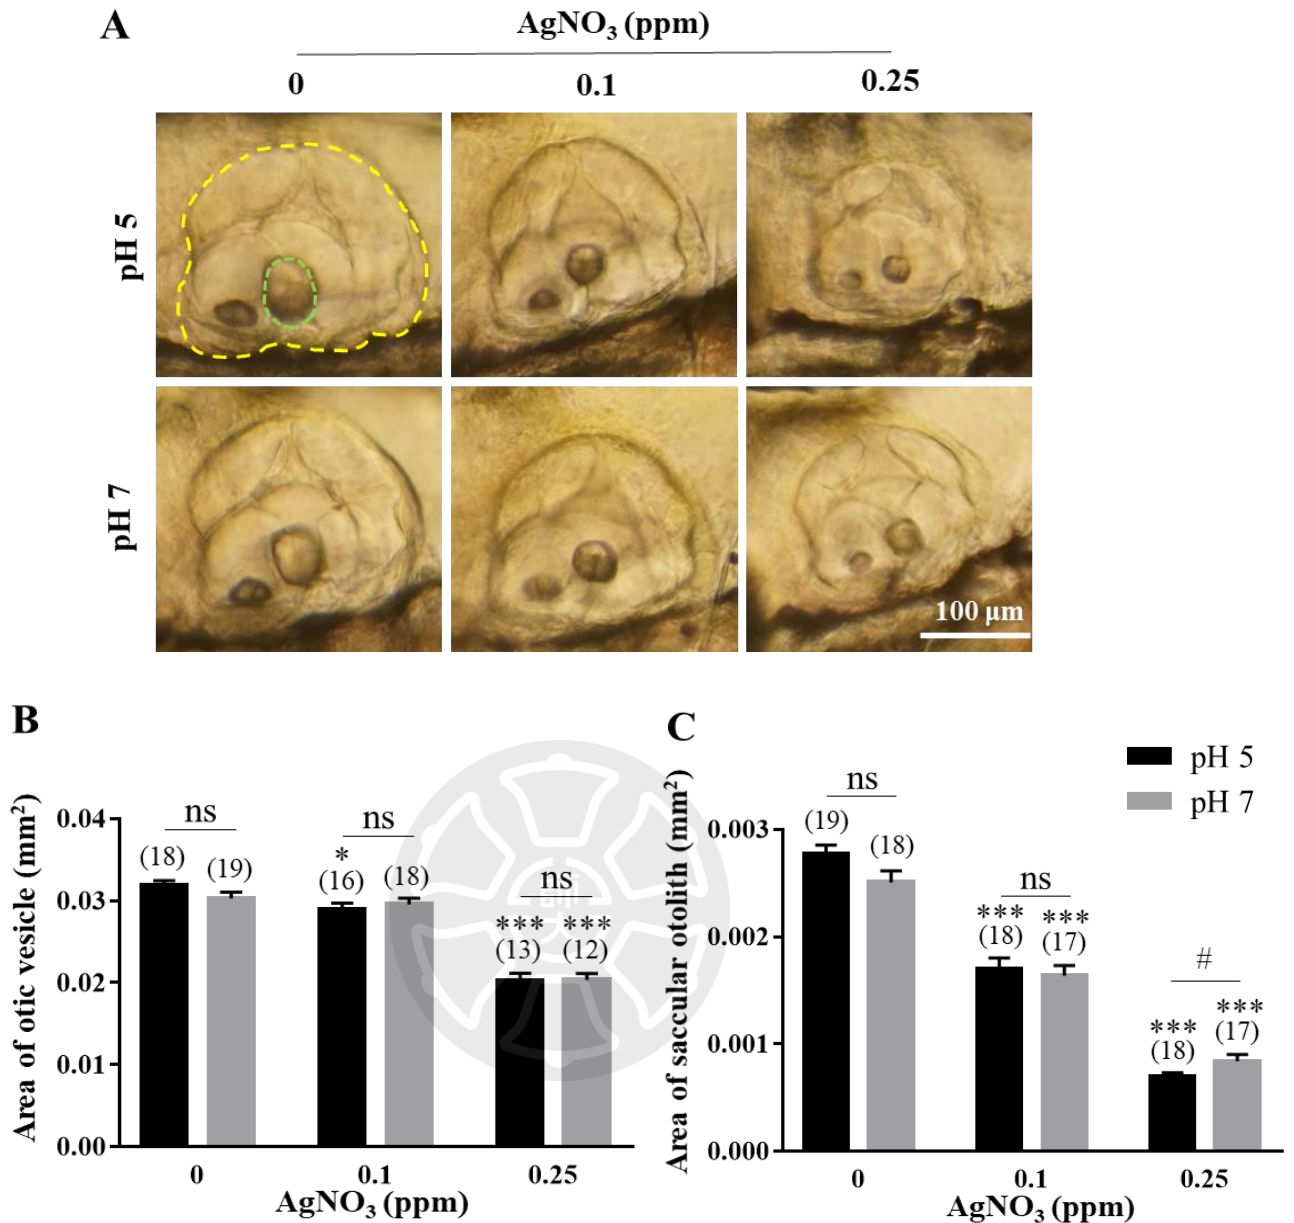 A
AgNO₃ (ppm)
0
0.1
0.25
pH 5
pH 7
100 µm
B
Area of otic vesicle (mm²)
0.04
0.03
0.02
0.01
0.00
ns
(18)
(19)
ns
*
(16)
(18)
ns
***
***
(13)
(12)
0
0.1
0.25
AgNO₃ (ppm)
C
pH 5
pH 7
Area of saccular otolith (mm²)
0.003
0.002
0.001
0.000
ns
(19)
(18)
ns
***
***
(18)
(17)
#
***
***
(18)
(17)
0
0.1
0.25
AgNO₃ (ppm)